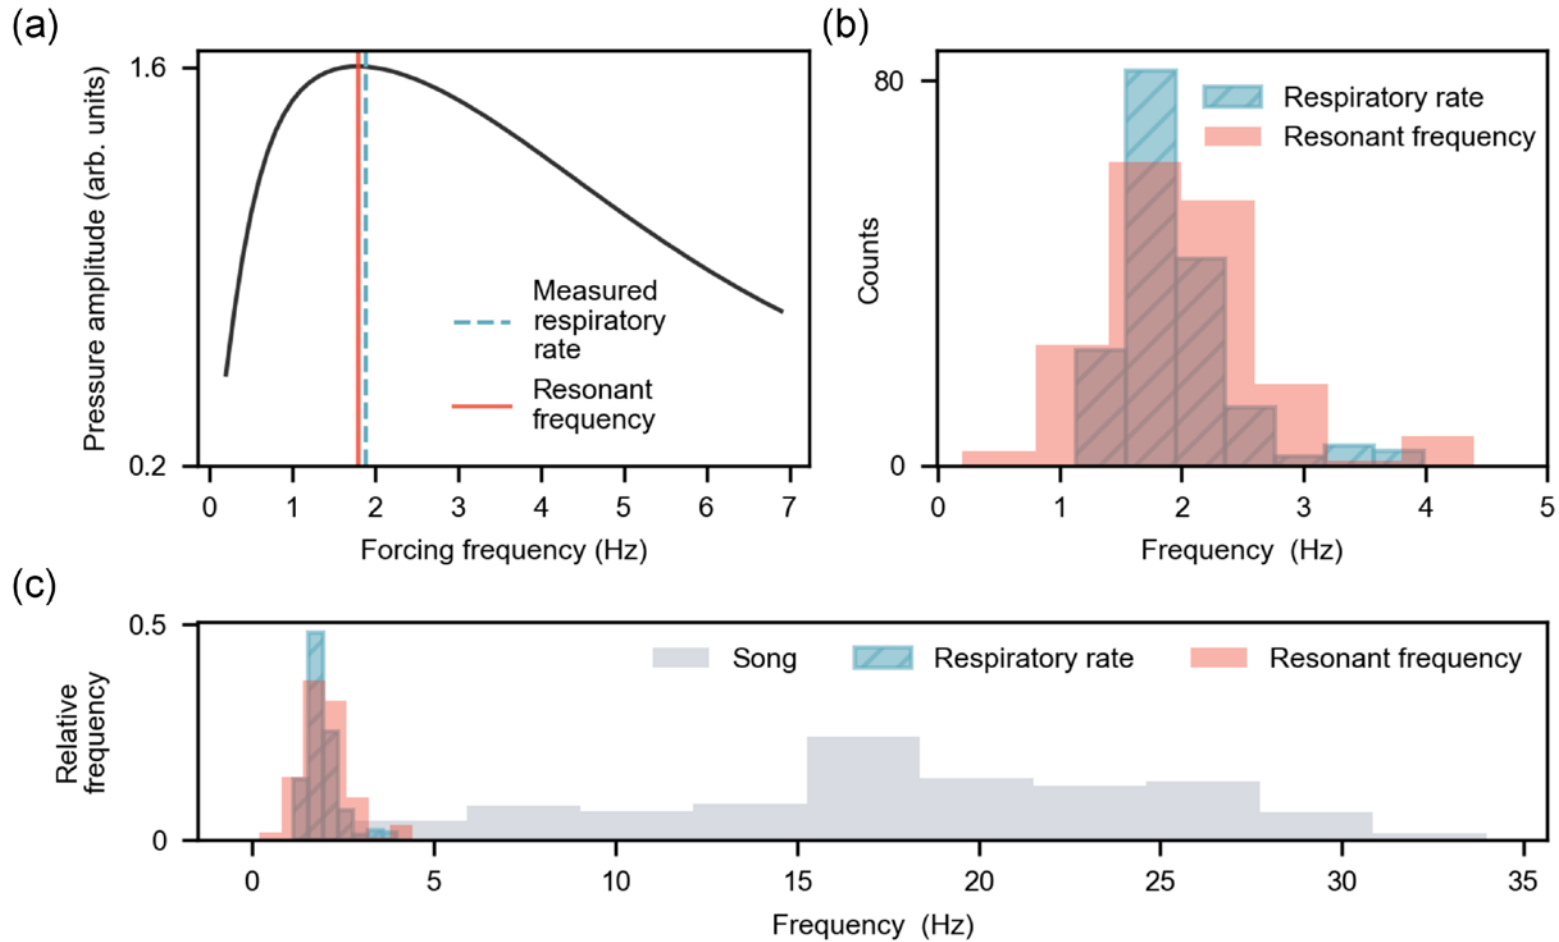 (a)
1.6
0.2
Pressure amplitude (arb. units)
Measured
respiratory
rate
Resonant
frequency
0 1 2 3 4 5 6 7
Forcing frequency (Hz)
(b)
80
0
Counts
Respiratory rate
Resonant frequency
0 1 2 3 4 5
Frequency (Hz)
(c)
0.5
0
Relative
frequency
Song Respiratory rate Resonant frequency
0 5 10 15 20 25 30 35
Frequency (Hz)